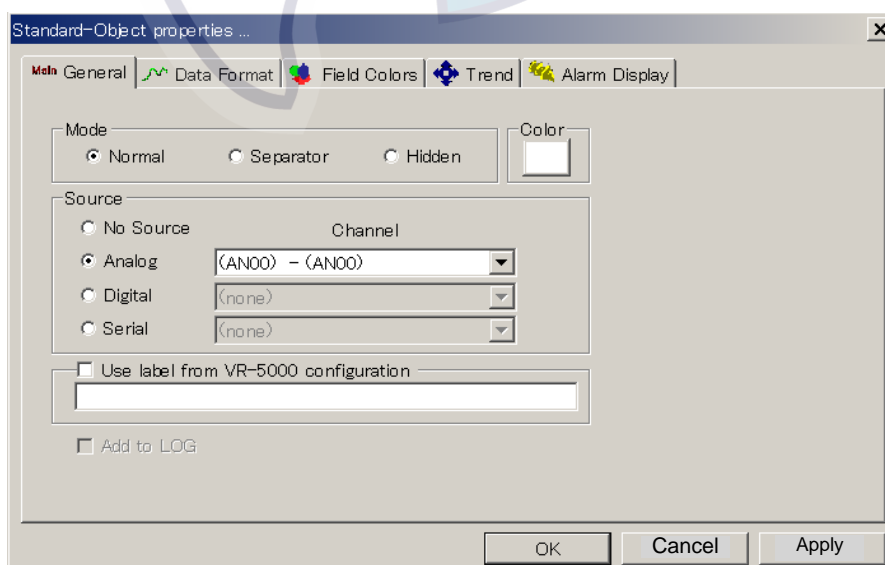 Standard-Object properties ...
Main General Data Format Field Colors Trend Alarm Display
Mode
Normal Separator Hidden
Color
Source
No Source Channel
Analog (AN00) - (AN00)
Digital (none)
Serial (none)
Use label from VR-5000 configuration
Add to LOG
OK Cancel Apply